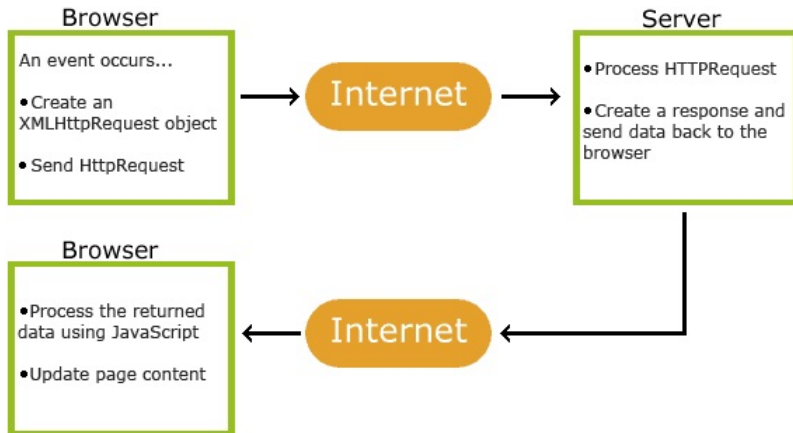 Browser
An event occurs...
•Create an
XMLHttpRequest object
•Send HttpRequest
Internet
Server
•Process HTTPRequest
•Create a response and
send data back to the
browser
Browser
•Process the returned
data using JavaScript
•Update page content
Internet